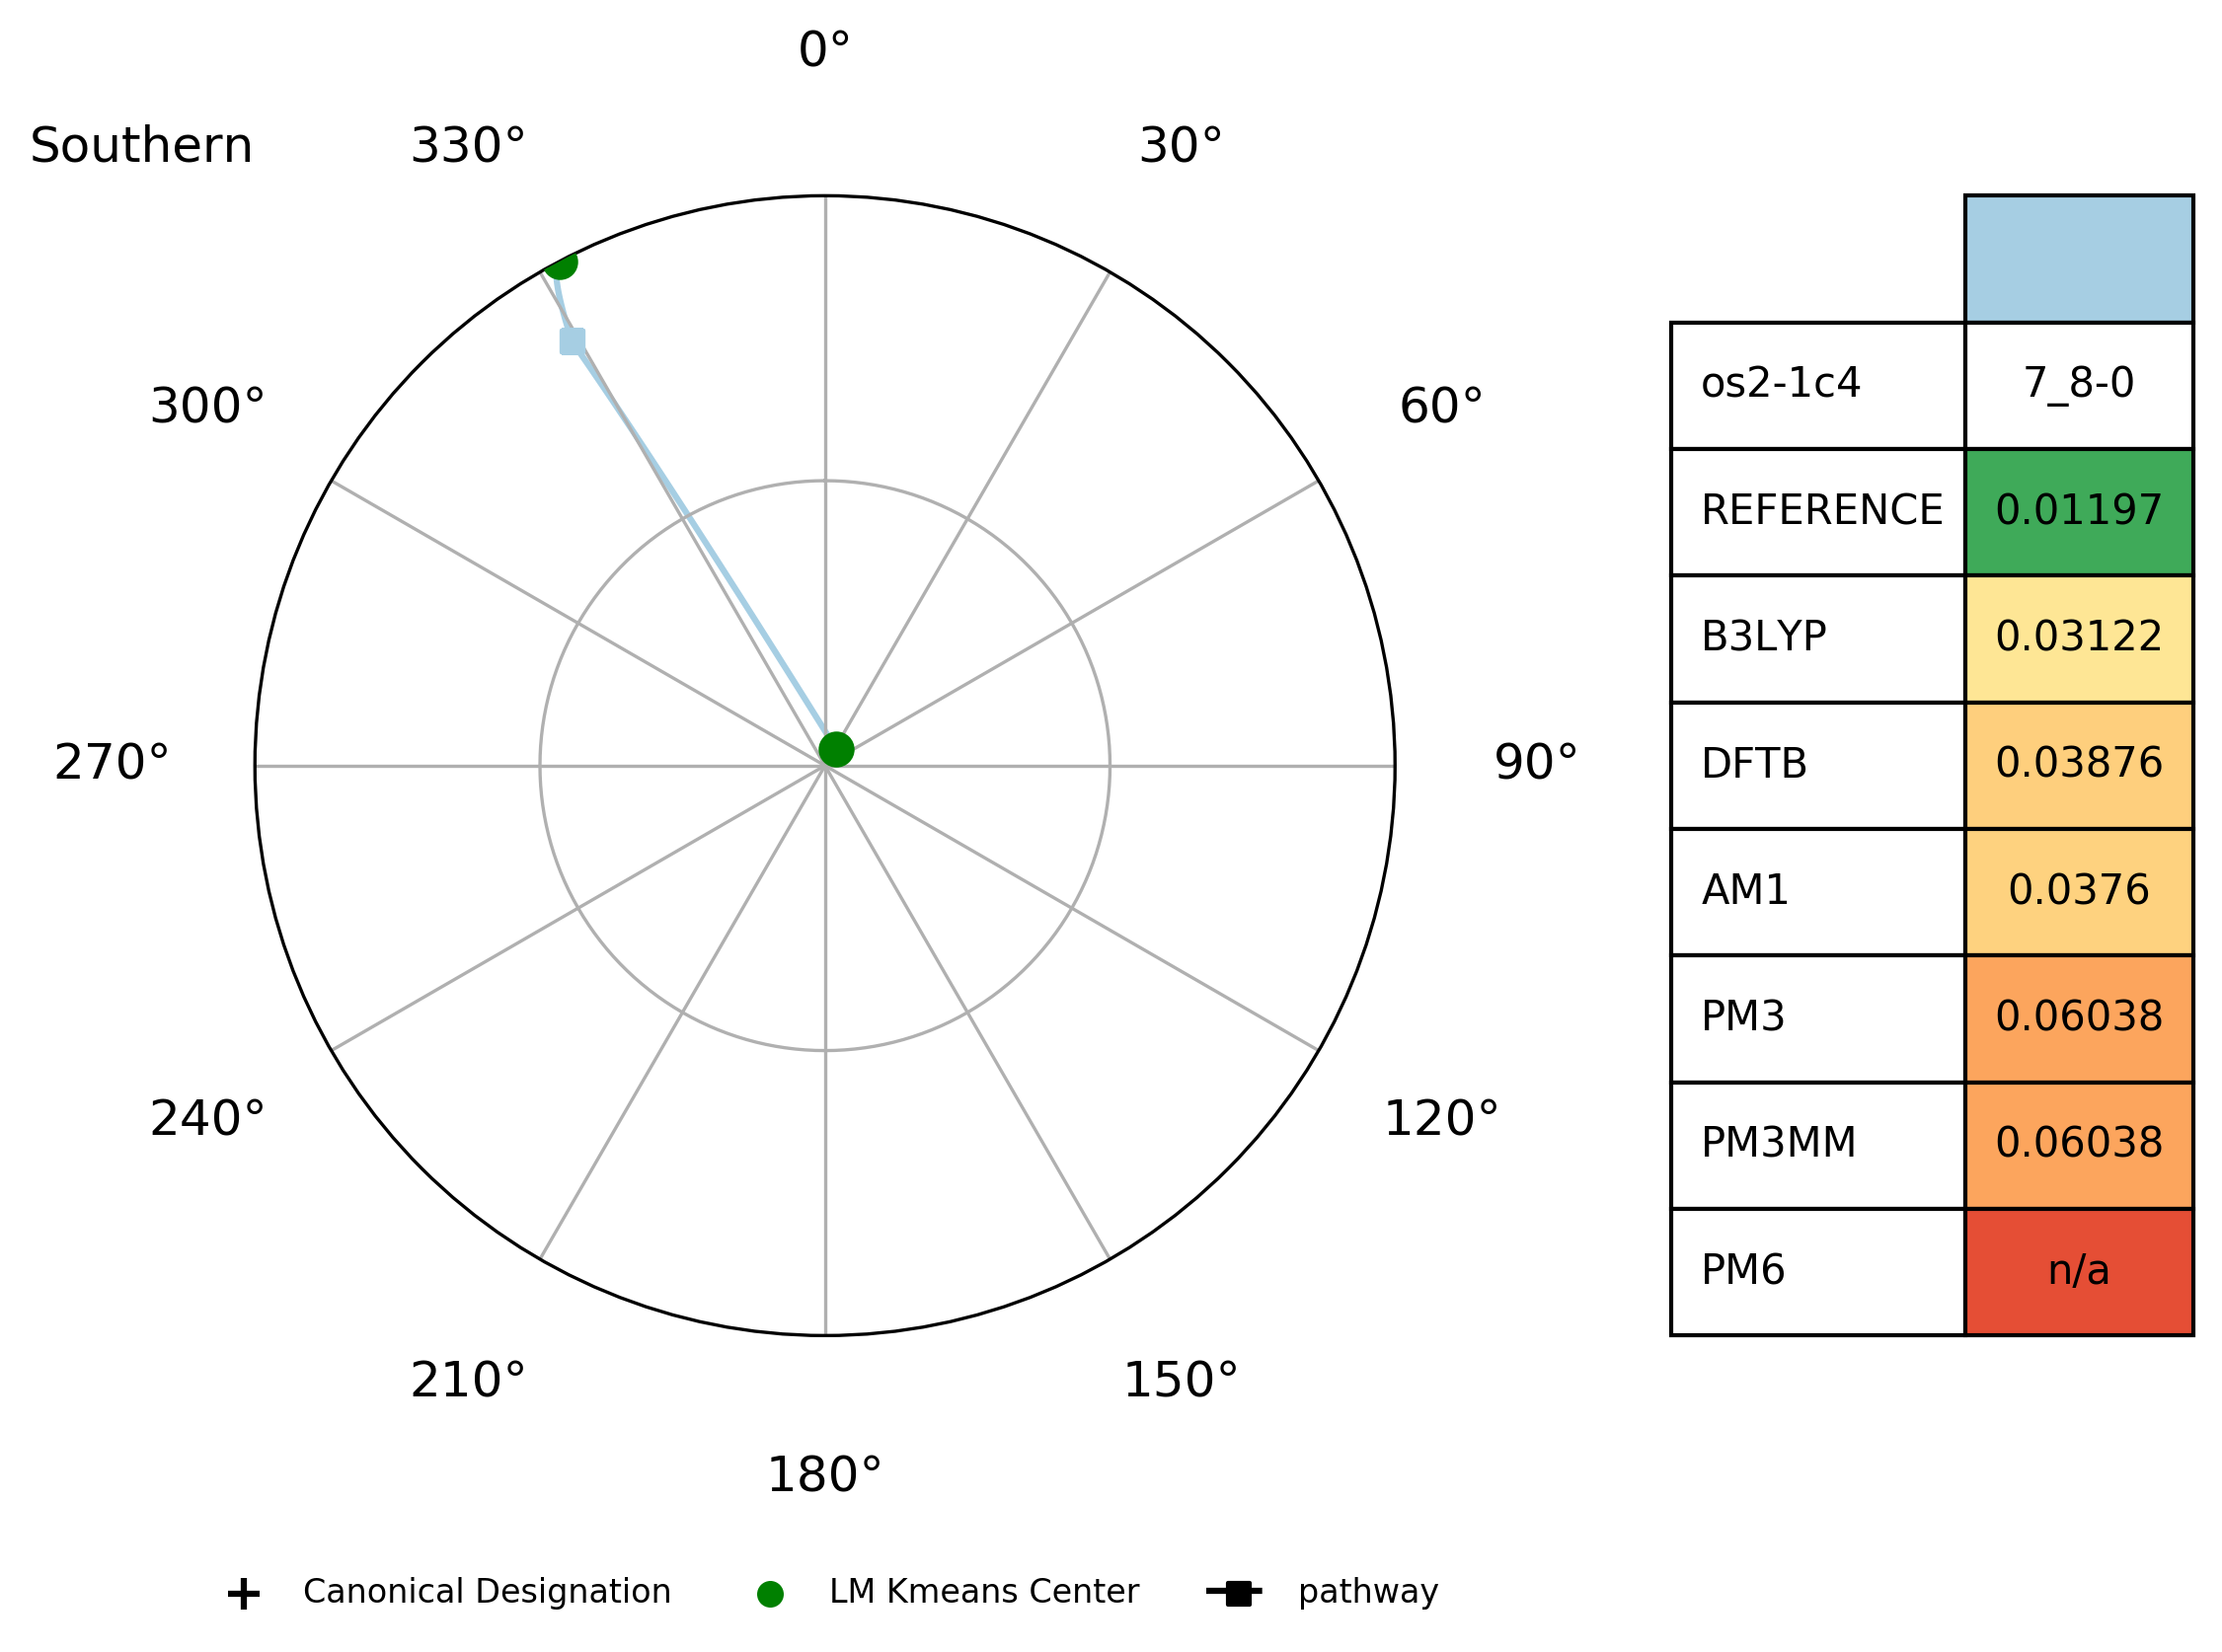 0°
Southern 330° 30°
300° 60°
270° 90°
240° 120°
210° 150°
180°
os2-1c4 7_8-0
REFERENCE 0.01197
B3LYP 0.03122
DFTB 0.03876
AM1 0.0376
PM3 0.06038
PM3MM 0.06038
PM6 n/a
Canonical Designation LM Kmeans Center pathway